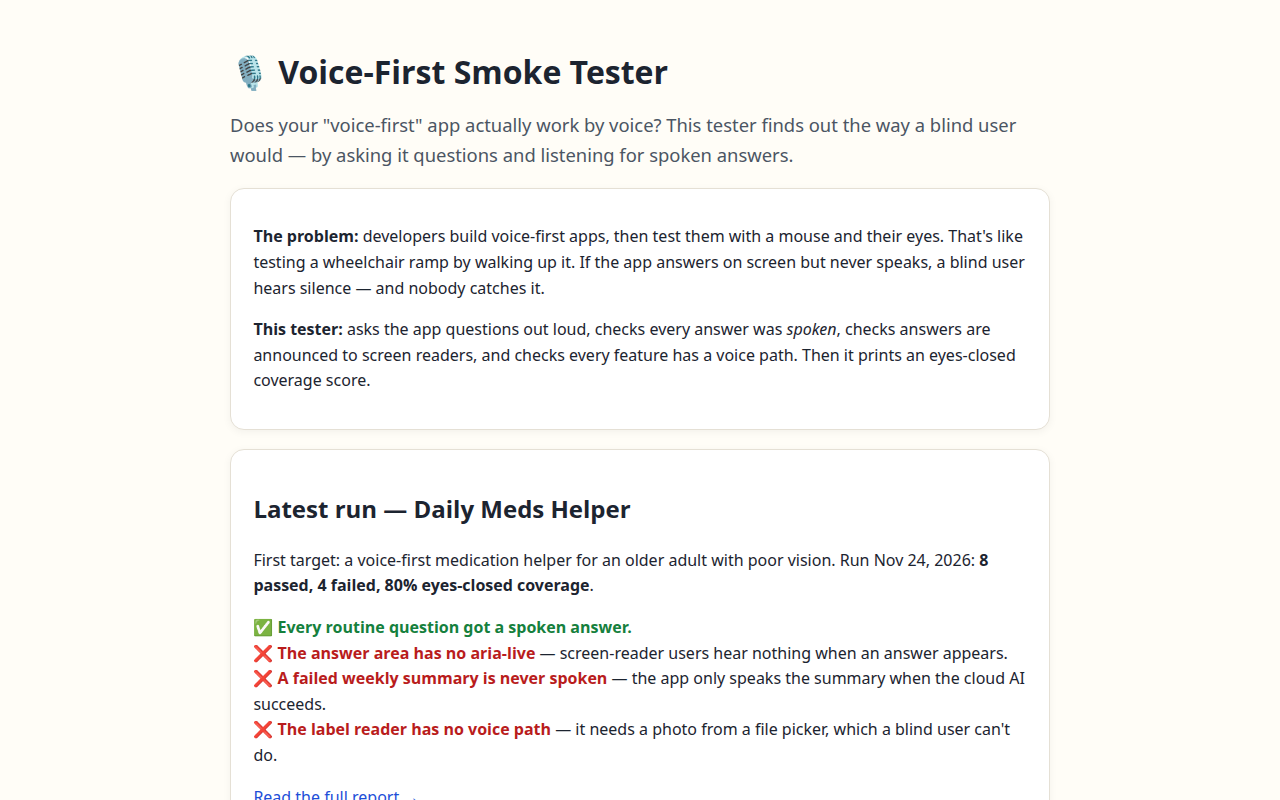 🎙️ Voice-First Smoke Tester
Does your "voice-first" app actually work by voice? This tester finds out the way a blind user
would — by asking it questions and listening for spoken answers.
The problem: developers build voice-first apps, then test them with a mouse and their eyes. That's like
testing a wheelchair ramp by walking up it. If the app answers on screen but never speaks, a blind user
hears silence — and nobody catches it.
This tester: asks the app questions out loud, checks every answer was spoken, checks answers are
announced to screen readers, and checks every feature has a voice path. Then it prints an eyes-closed
coverage score.
Latest run — Daily Meds Helper
First target: a voice-first medication helper for an older adult with poor vision. Run Nov 24, 2026: 8
passed, 4 failed, 80% eyes-closed coverage.
✅ Every routine question got a spoken answer.
❌ The answer area has no aria-live — screen-reader users hear nothing when an answer appears.
❌ A failed weekly summary is never spoken — the app only speaks the summary when the cloud AI
succeeds.
❌ The label reader has no voice path — it needs a photo from a file picker, which a blind user can't
do.
Read the full report